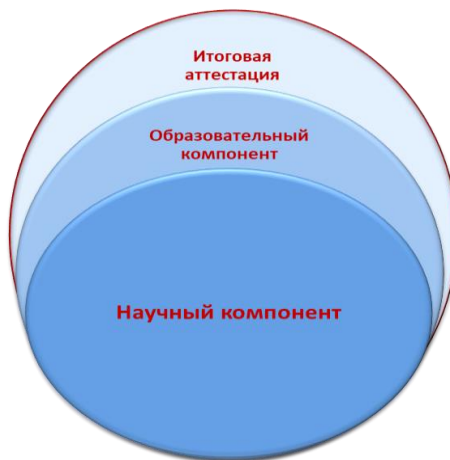 Итоговая
аттестация
Образовательный
компонент
Научный компонент